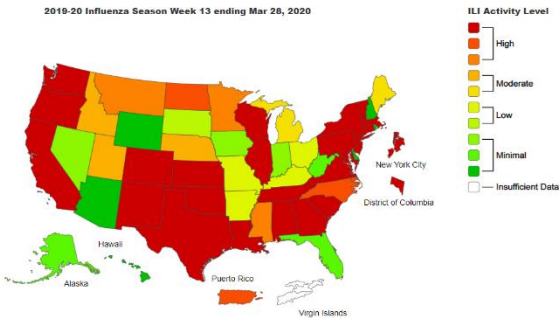 2019-20 Influenza Season Week 13 ending Mar 28, 2020
ILI Activity Level
High
Moderate
Low
Minimal
Insufficient Data
New York City
District of Columbia
Hawaii
Alaska
Puerto Rico
Virgin Islands